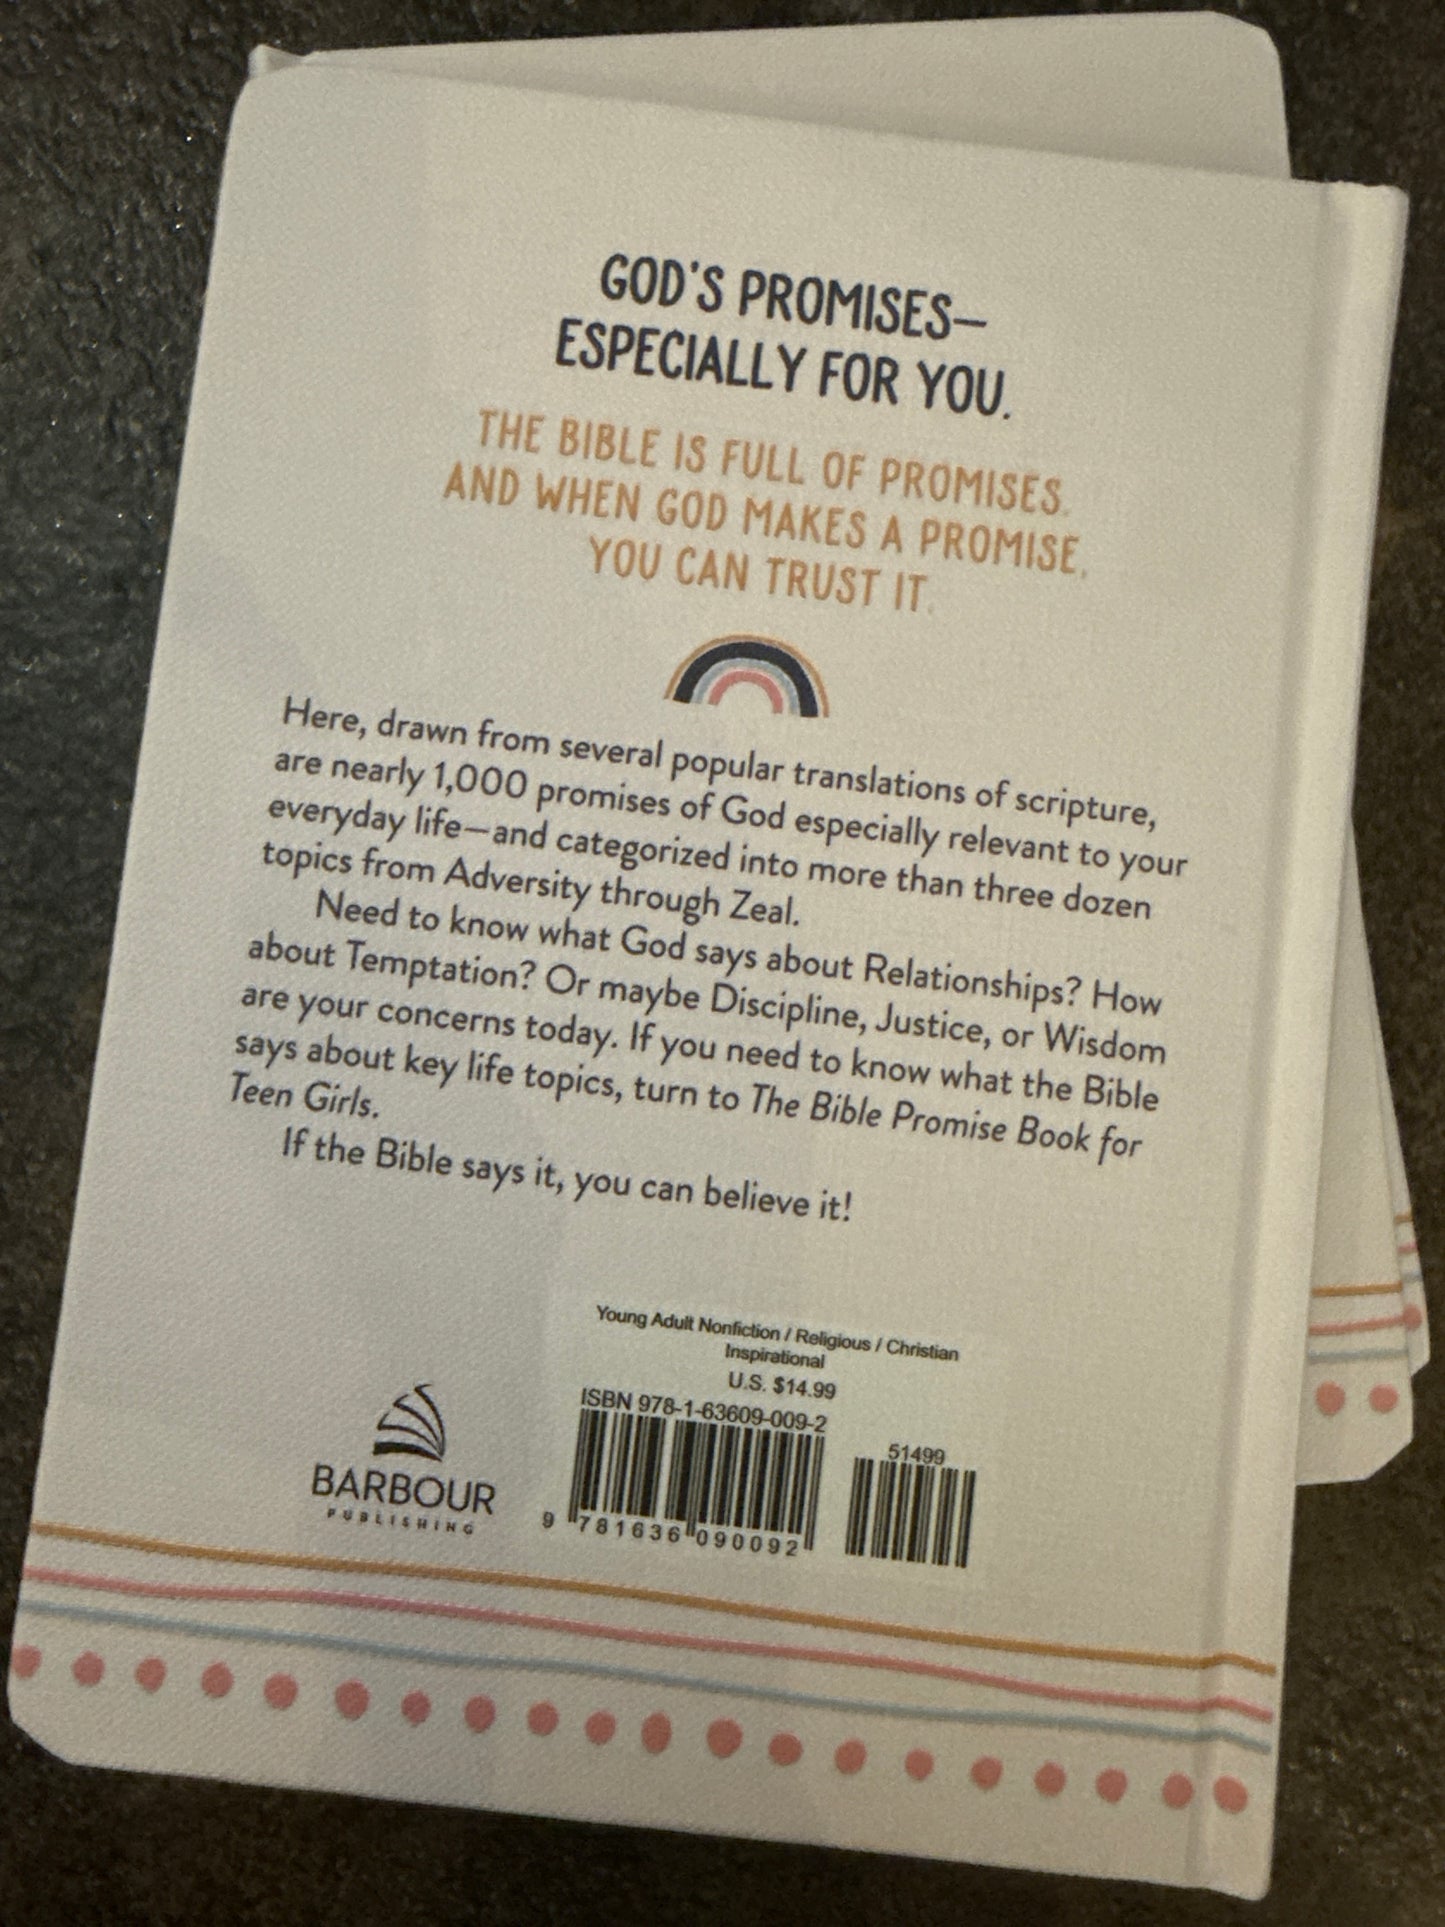 GOD'S PROMISES—
ESPECIALLY FOR YOU.
THE BIBLE IS FULL OF PROMISES.
AND WHEN GOD MAKES A PROMISE,
YOU CAN TRUST IT.
Here, drawn from several popular translations of scripture,
are nearly 1,000 promises of God especially relevant to your
everyday life—and categorized into more than three dozen
topics from Adversity through Zeal.
Need to know what God says about Relationships? How
about Temptation? Or maybe Discipline, Justice, or Wisdom
are your concerns today. If you need to know what the Bible
says about key life topics, turn to The Bible Promise Book for
Teen Girls.
If the Bible says it, you can believe it!
Young Adult Nonfiction / Religious / Christian
Inspirational
U.S. $14.99
ISBN 978-1-63609-009-2
51499
9 781636 090092
BARBOUR
PUBLISHING